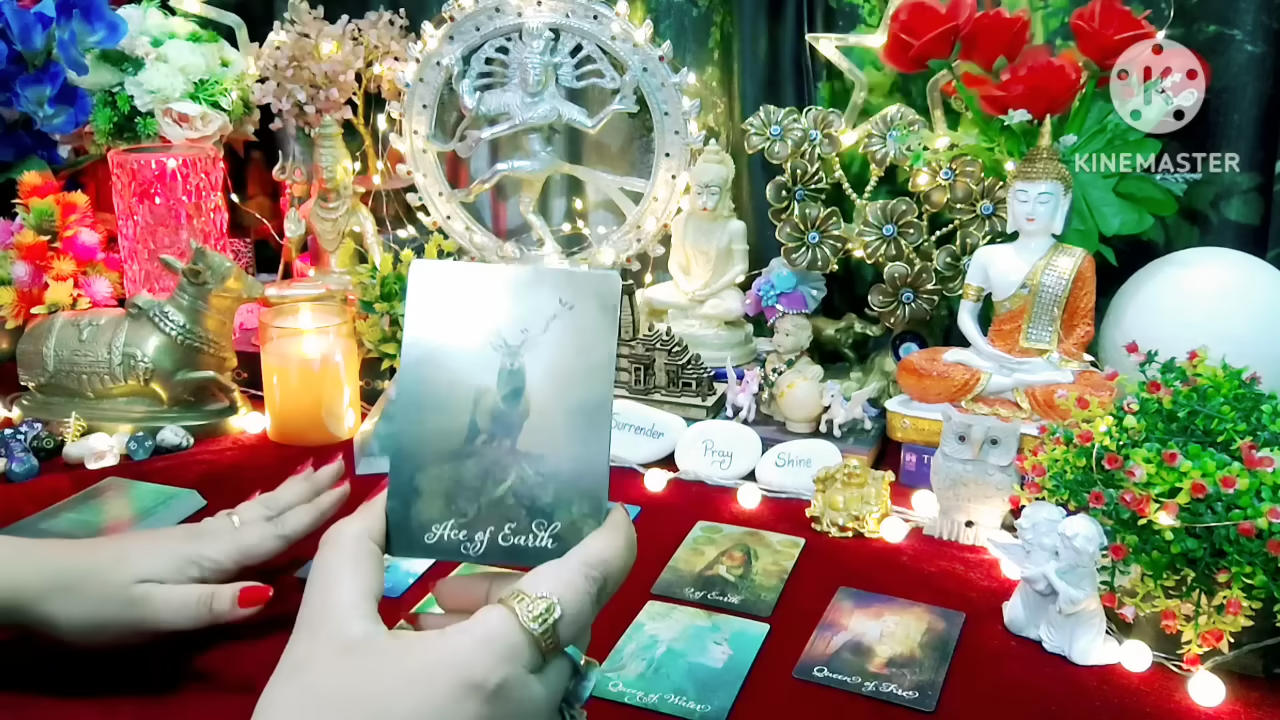 KINEMASTER
Surrender
Pray
Shine
Ace of Earth
of Earth
Queen of Water
Queen of Fire